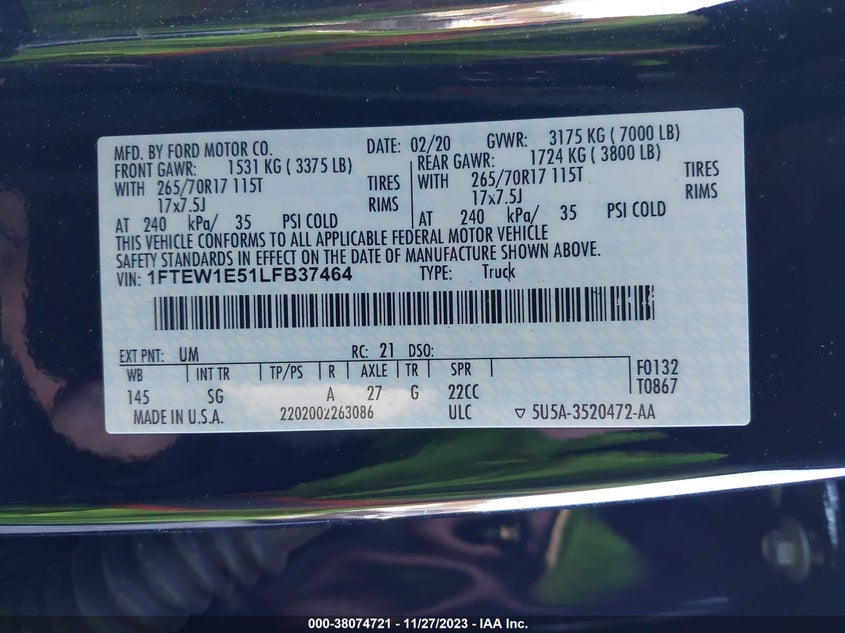 MFD. BY FORD MOTOR CO. DATE: 02/20 GVWR: 3175 KG ( 7000 LB)
FRONT GAWR: 1531 KG ( 3375 LB) REAR GAWR: 1724 KG ( 3800 LB)
WITH 265/70R17 115T TIRES WITH 265/70R17 115T TIRES
17x7.5J RIMS 17x7.5J RIMS
AT 240 kPa/ 35 PSI COLD AT 240 kPa/ 35 PSI COLD
THIS VEHICLE CONFORMS TO ALL APPLICABLE FEDERAL MOTOR VEHICLE
SAFETY STANDARDS IN EFFECT ON THE DATE OF MANUFACTURE SHOWN ABOVE.
VIN: 1FTEW1E51LFB37464 TYPE: Truck
EXT PNT: UM RC: 21 DSO:
WB INT TR TP/PS R AXLE TR SPR F0132
145 SG A 27 G 22CC T0867
MADE IN U.S.A. 2202002263086 ULC ▽ 5U5A-3520472-AA
000-38074721 - 11/27/2023 - IAA Inc.